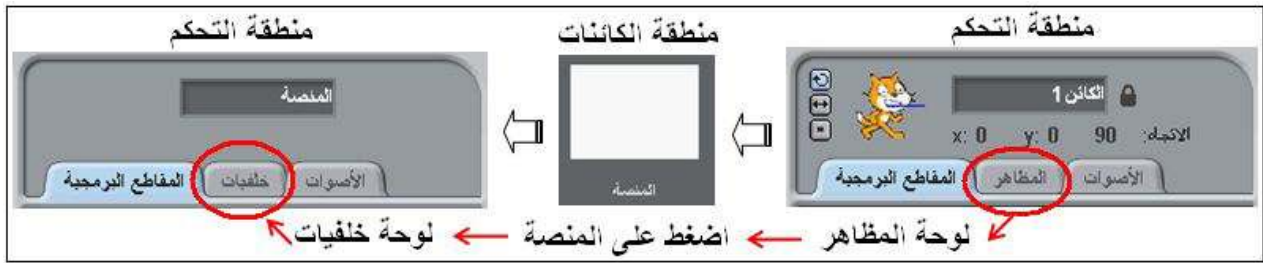 منطقة التحكم
الكائن 1
الاتجاه: 90 y: 0 x: 0
الأصوات المظاهر المقاطع البرمجية
منطقة الكائنات
المنصة
منطقة التحكم
المنصة
الأصوات خلفيات المقاطع البرمجية
لوحة المظاهر اضغط على المنصة لوحة خلفيات